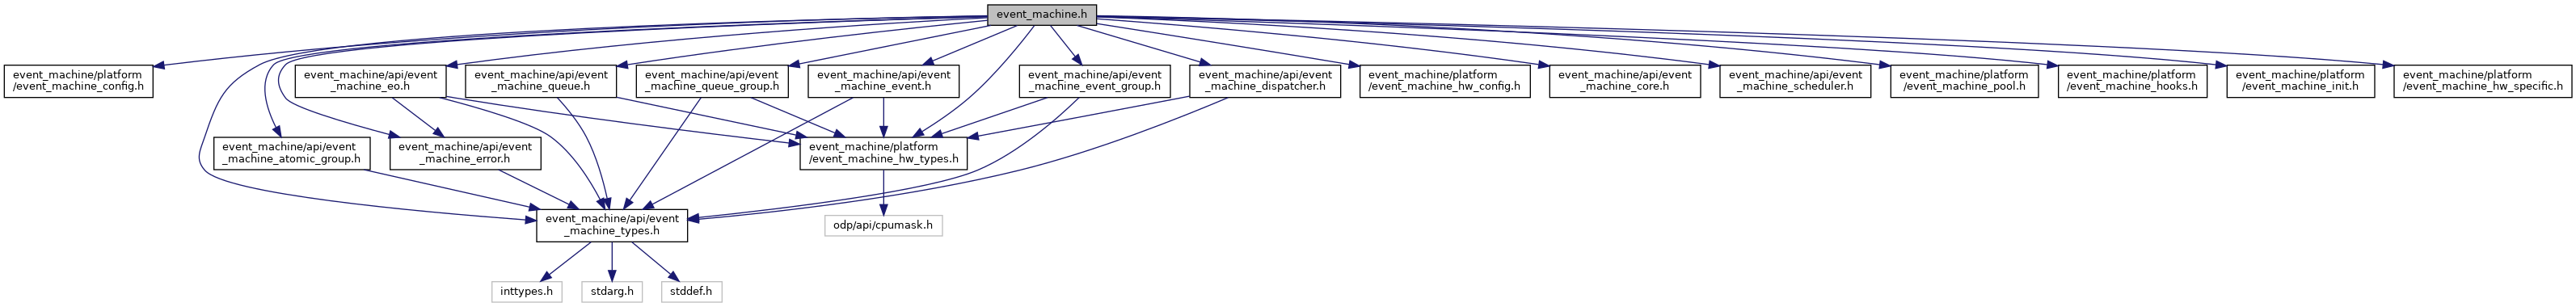 event_machine.h
event_machine/platform
/event_machine_config.h
event_machine/api/event
_machine_eo.h
event_machine/api/event
_machine_queue.h
event_machine/api/event
_machine_queue_group.h
event_machine/api/event
_machine_event.h
event_machine/api/event
_machine_event_group.h
event_machine/api/event
_machine_dispatcher.h
event_machine/platform
/event_machine_hw_config.h
event_machine/api/event
_machine_core.h
event_machine/api/event
_machine_scheduler.h
event_machine/platform
/event_machine_pool.h
event_machine/platform
/event_machine_hooks.h
event_machine/platform
/event_machine_init.h
event_machine/platform
/event_machine_hw_specific.h
event_machine/api/event
_machine_atomic_group.h
event_machine/api/event
_machine_error.h
event_machine/platform
/event_machine_hw_types.h
event_machine/api/event
_machine_types.h
odp/api/cpumask.h
inttypes.h
stdarg.h
stddef.h